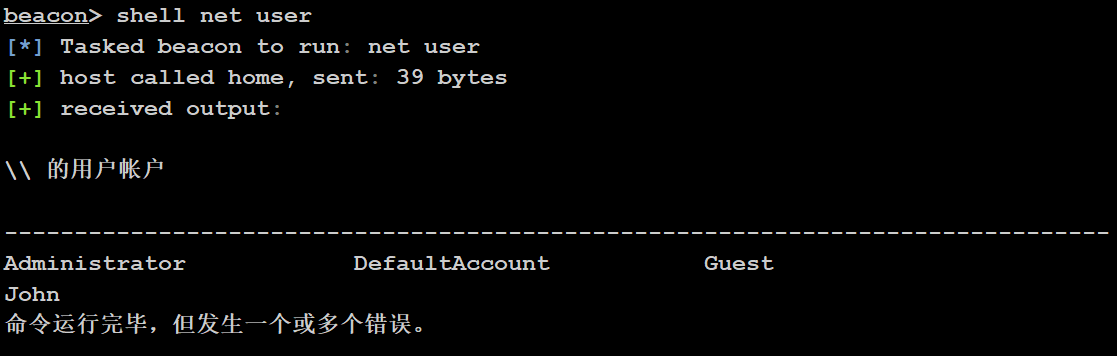 beacon> shell net user
[*] Tasked beacon to run: net user
[+] host called home, sent: 39 bytes
[+] received output:
\\ 的用户帐户
-------------------------------------------------------------------------------
Administrator            DefaultAccount           Guest
John
命令运行完毕，但发生一个或多个错误。